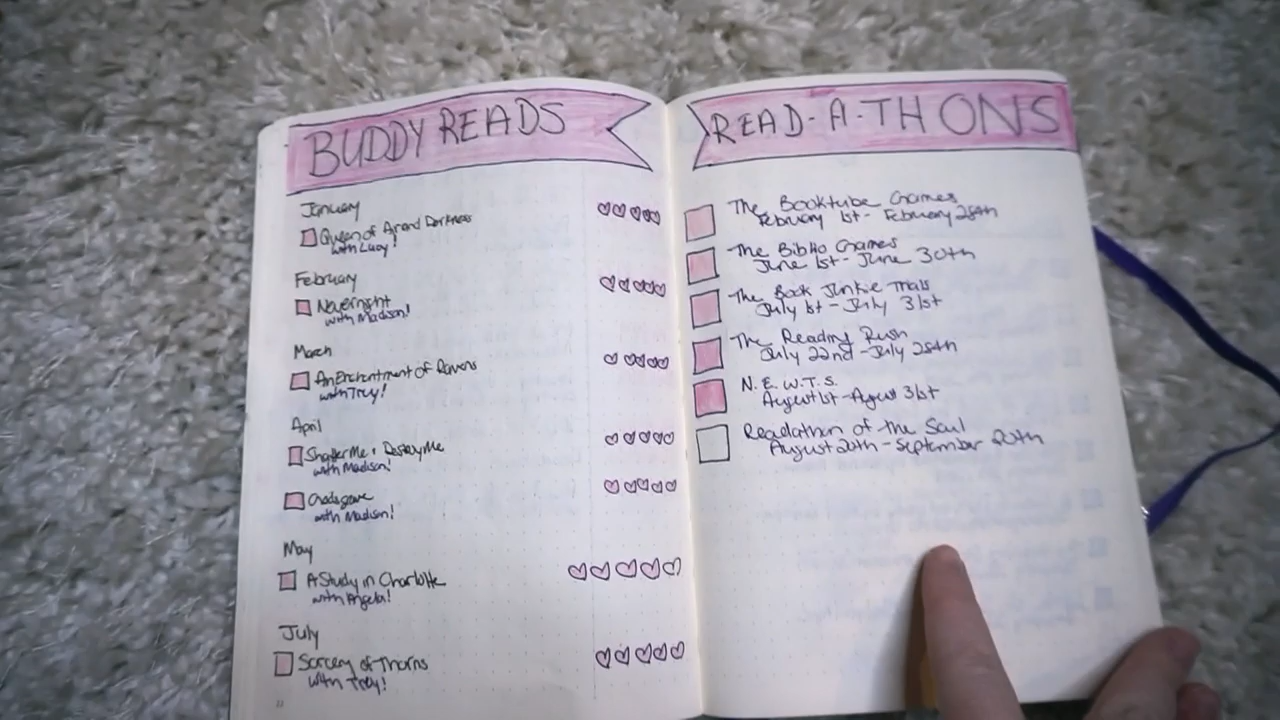 BUDDY READS
January
Queen of Air and Darkness
with Lucy!
February
Nevernight
with Madison!
March
An Enchantment of Ravens
with Troy!
April
Shatter Me + Destroy Me
with Madison!
Godsgrave
with Madison!
May
A Study in Charlotte
with Angela!
July
Sorcery of Thorns
with Troy!
READ-A-THONS
The Booktube Games
February 1st - February 28th
The Biblio Games
June 1st - June 30th
The Book Junkie Trials
July 1st - July 31st
The Reading Rush
July 22nd - July 28th
N.E.W.T.S.
August 1st - August 31st
Readathon of the Soul
August 20th - September 20th